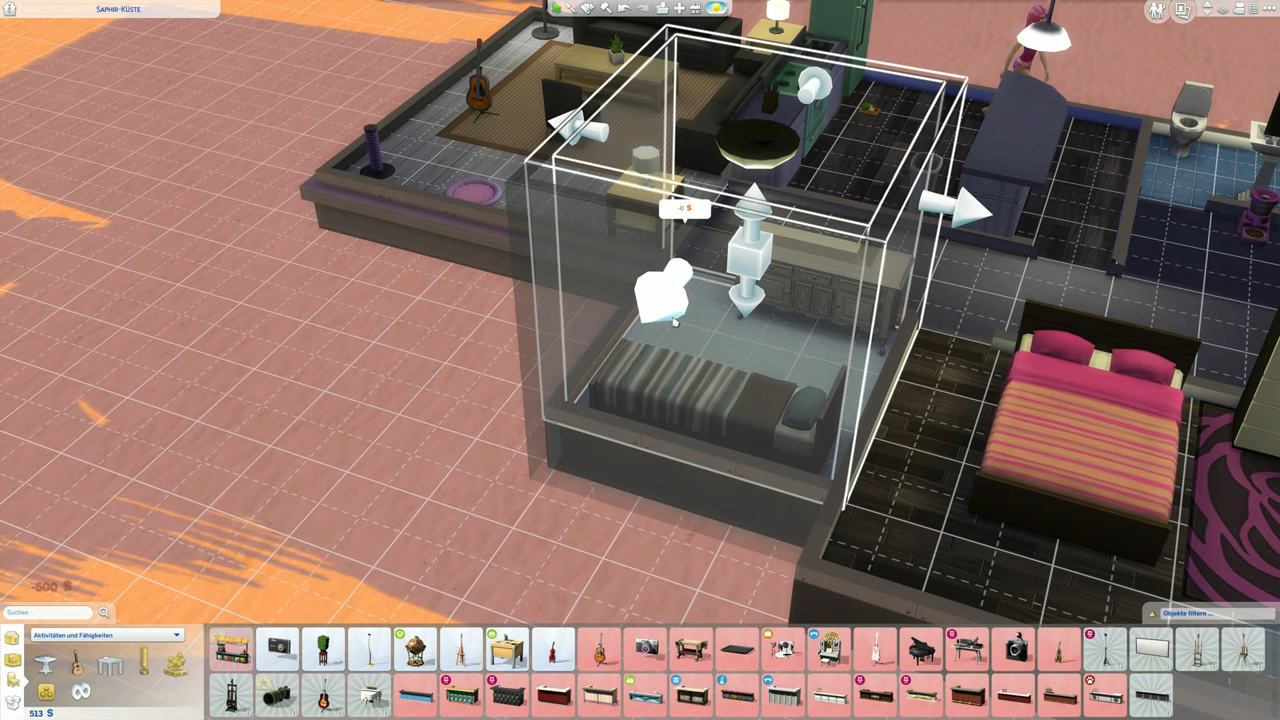 SAPHIR-KÜSTE
-0 $
-500 $
Suchen
Objekte filtern ...
Aktivitäten und Fähigkeiten
513 $